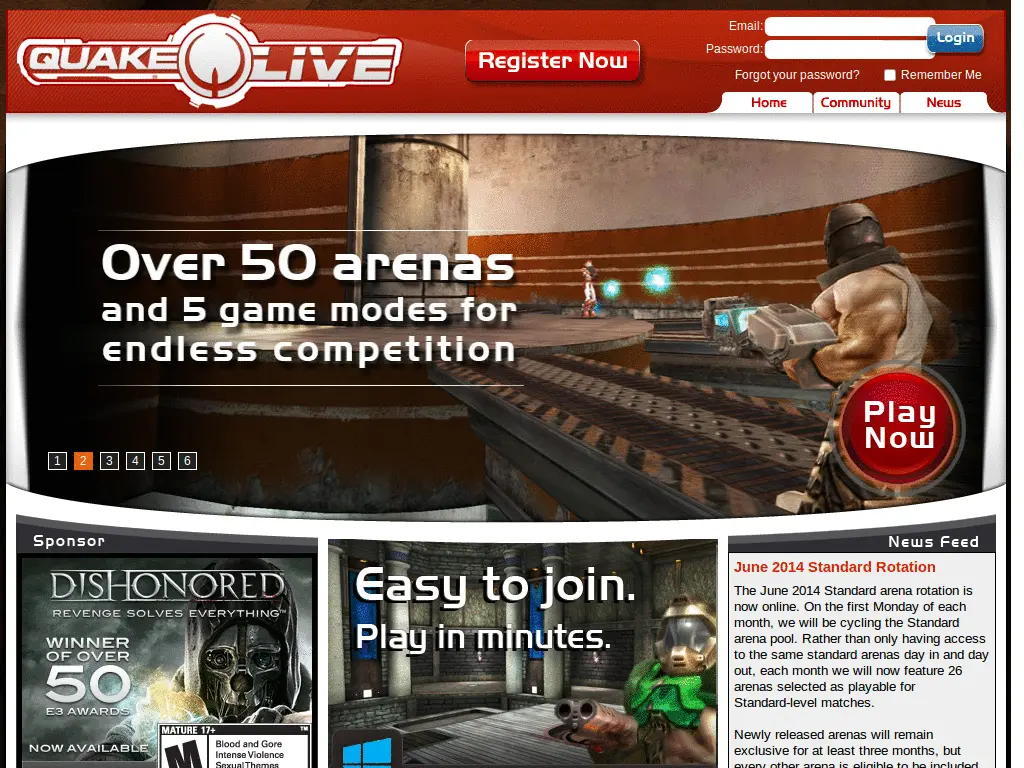 QUAKE LIVE
Register Now
Email:
Password:
Login
Forgot your password?
Remember Me
Home
Community
News
Over 50 arenas
and 5 game modes for
endless competition
Play
Now
1 2 3 4 5 6
Sponsor
DISHONORED
REVENGE SOLVES EVERYTHING™
WINNER
OF OVER
50
E3 AWARDS
NOW AVAILABLE
MATURE 17+ ™
M
Blood and Gore
Intense Violence
Sexual Themes
Easy to join.
Play in minutes.
News Feed
June 2014 Standard Rotation
The June 2014 Standard arena rotation is
now online. On the first Monday of each
month, we will be cycling the Standard
arena pool. Rather than only having access
to the same standard arenas day in and day
out, each month we will now feature 26
arenas selected as playable for
Standard-level matches.
Newly released arenas will remain
exclusive for at least three months, but
every other arena is eligible to be included